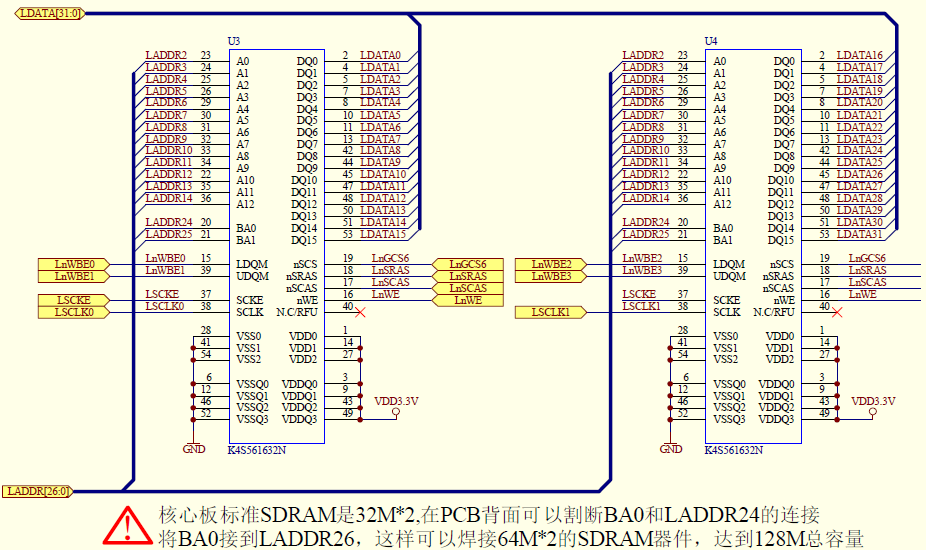 LDATA[31:0]
U3 U4
LADDR2 23 A0 DQ0 2 LDATA0 LADDR2 23 A0 DQ0 2 LDATA16
LADDR3 24 A1 DQ1 4 LDATA1 LADDR3 24 A1 DQ1 4 LDATA17
LADDR4 25 A2 DQ2 5 LDATA2 LADDR4 25 A2 DQ2 5 LDATA18
LADDR5 26 A3 DQ3 7 LDATA3 LADDR5 26 A3 DQ3 7 LDATA19
LADDR6 29 A4 DQ4 8 LDATA4 LADDR6 29 A4 DQ4 8 LDATA20
LADDR7 30 A5 DQ5 10 LDATA5 LADDR7 30 A5 DQ5 10 LDATA21
LADDR8 31 A6 DQ6 11 LDATA6 LADDR8 31 A6 DQ6 11 LDATA22
LADDR9 32 A7 DQ7 13 LDATA7 LADDR9 32 A7 DQ7 13 LDATA23
LADDR10 33 A8 DQ8 42 LDATA8 LADDR10 33 A8 DQ8 42 LDATA24
LADDR11 34 A9 DQ9 44 LDATA9 LADDR11 34 A9 DQ9 44 LDATA25
LADDR12 22 A10 DQ10 45 LDATA10 LADDR12 22 A10 DQ10 45 LDATA26
LADDR13 35 A11 DQ11 47 LDATA11 LADDR13 35 A11 DQ11 47 LDATA27
LADDR14 36 A12 DQ12 48 LDATA12 LADDR14 36 A12 DQ12 48 LDATA28
DQ13 50 LDATA13 DQ13 50 LDATA29
LADDR24 20 BA0 DQ14 51 LDATA14 LADDR24 20 BA0 DQ14 51 LDATA30
LADDR25 21 BA1 DQ15 53 LDATA15 LADDR25 21 BA1 DQ15 53 LDATA31
LnWBE0 LnWBE0 15 LDQM nSCS 19 LnGCS6 LnGCS6 LnWBE2 LnWBE2 15 LDQM nSCS 19 LnGCS6
LnWBE1 LnWBE1 39 UDQM nSRAS 18 LnSRAS LnSRAS LnWBE3 LnWBE3 39 UDQM nSRAS 18 LnSRAS
nSCAS 17 LnSCAS LnSCAS nSCAS 17 LnSCAS
LSCKE LSCKE 37 SCKE nWE 16 LnWE LnWE LSCKE 37 SCKE nWE 16 LnWE
LSCLK0 LSCLK0 38 SCLK N.C/RFU 40 LSCLK1 LSCLK1 38 SCLK N.C/RFU 40
28 VSS0 VDD0 1 28 VSS0 VDD0 1
41 VSS1 VDD1 14 41 VSS1 VDD1 14
54 VSS2 VDD2 27 54 VSS2 VDD2 27
6 VSSQ0 VDDQ0 3 6 VSSQ0 VDDQ0 3
12 VSSQ1 VDDQ1 9 12 VSSQ1 VDDQ1 9
46 VSSQ2 VDDQ2 43 VDD3.3V 46 VSSQ2 VDDQ2 43 VDD3.3V
52 VSSQ3 VDDQ3 49 52 VSSQ3 VDDQ3 49
GND K4S561632N GND K4S561632N
LADDR[26:0]
核心板标准SDRAM是32M*2,在PCB背面可以割断BA0和LADDR24的连接
将BA0接到LADDR26，这样可以焊接64M*2的SDRAM器件，达到128M总容量